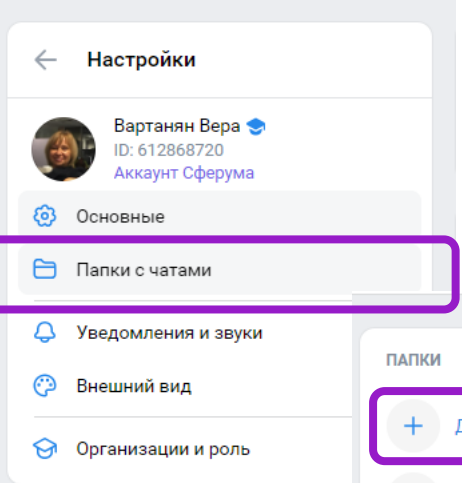 Настройки
Вартанян Вера
ID: 612868720
Аккаунт Сферума
Основные
Папки с чатами
Уведомления и звуки
Внешний вид
Организации и роль
ПАПКИ